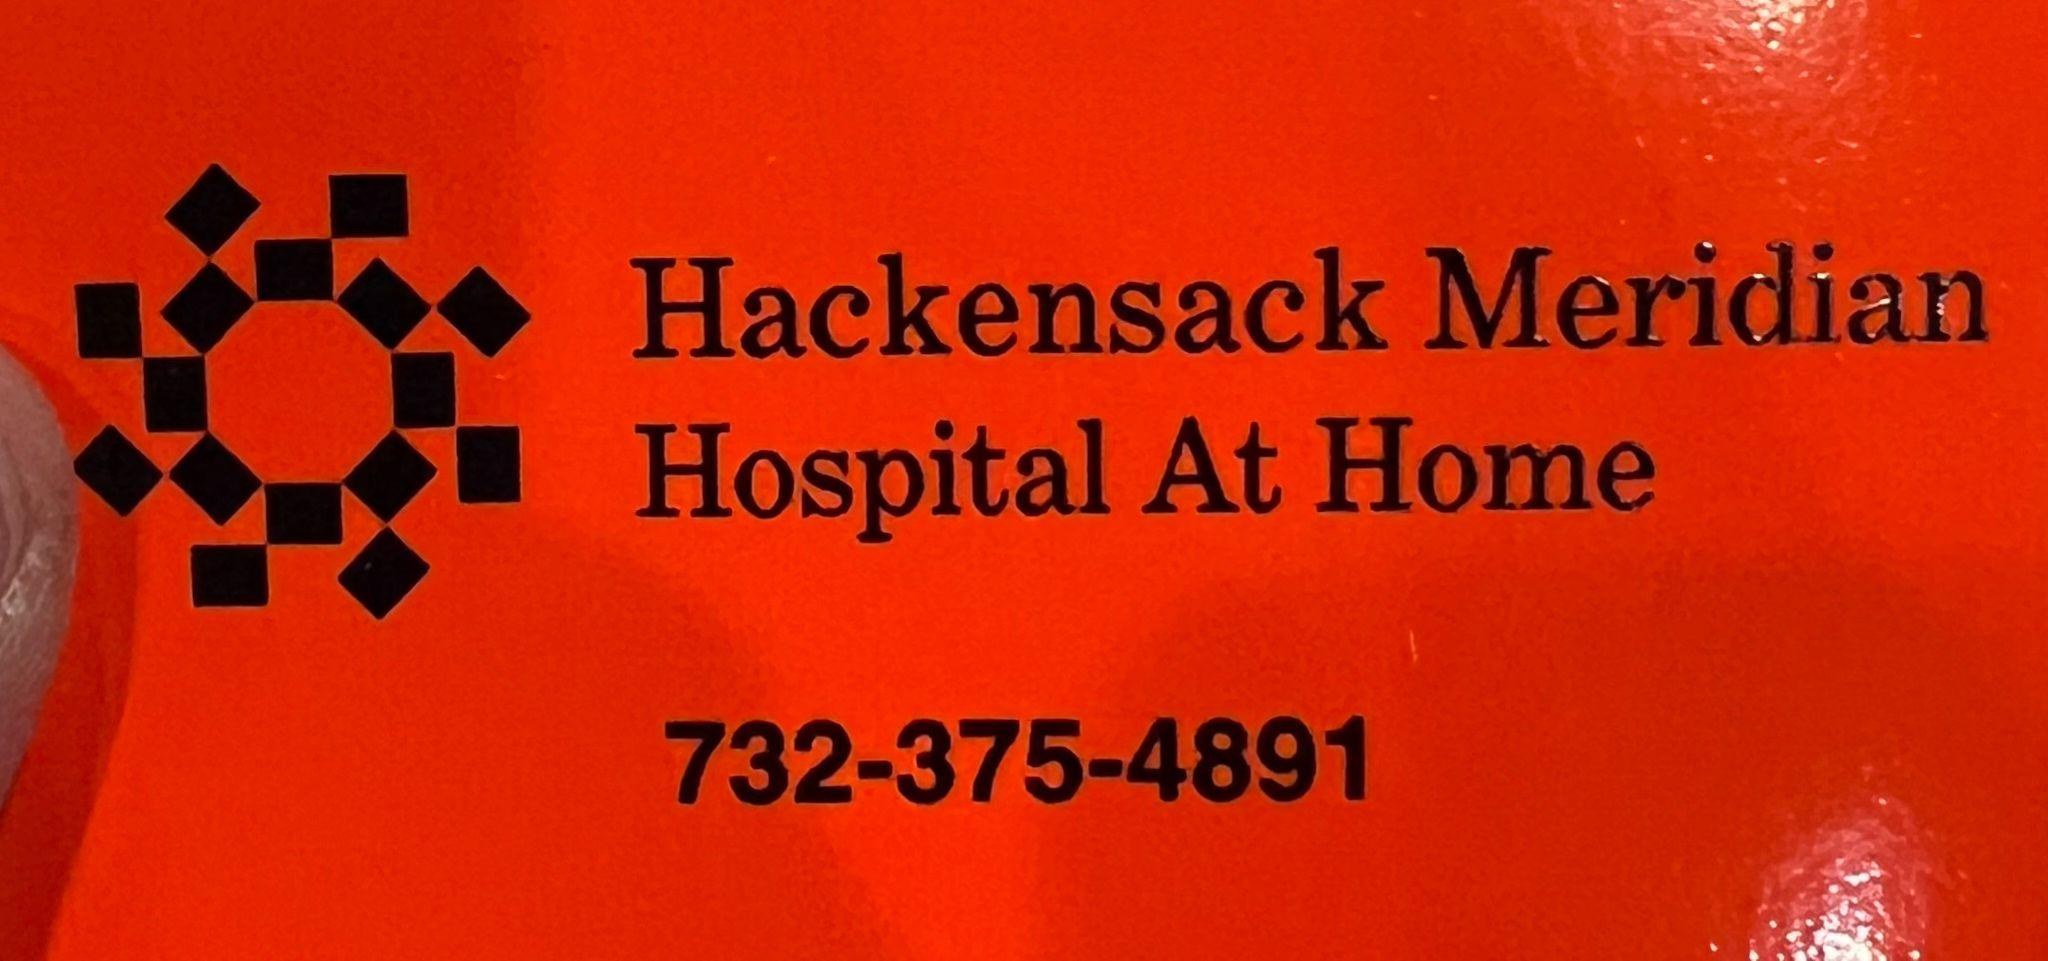 Hackensack Meridian
Hospital At Home
732-375-4891